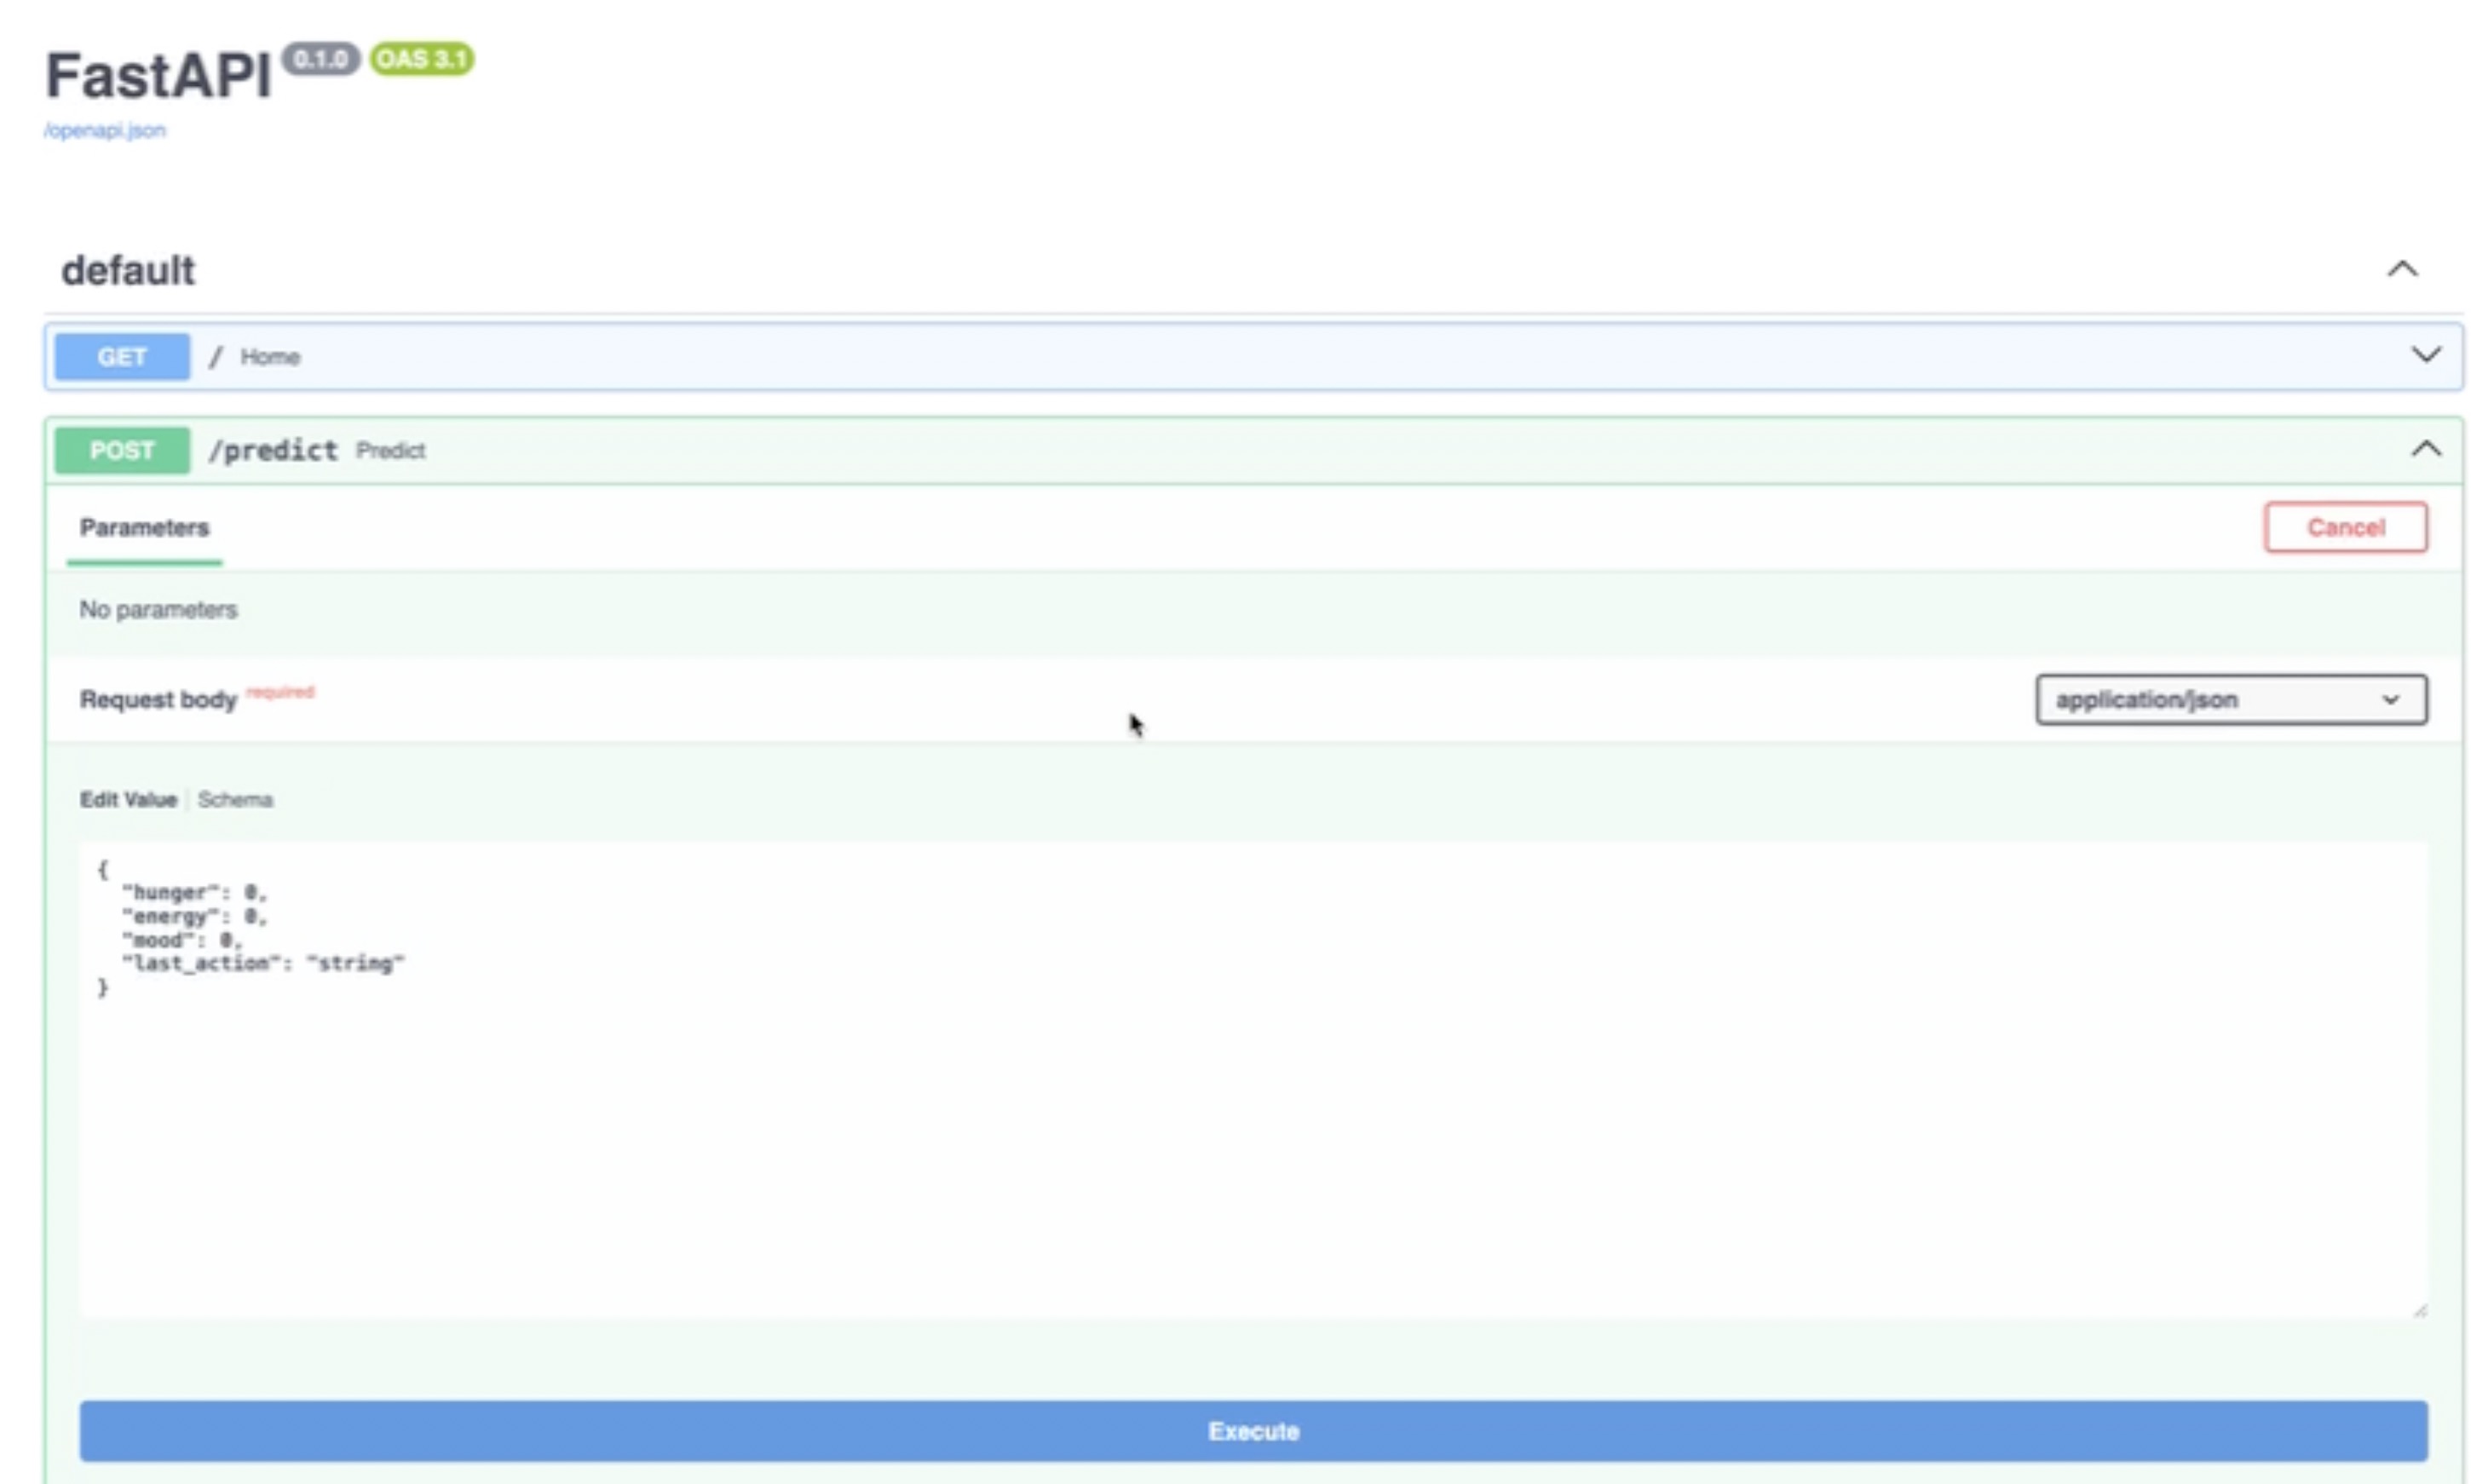 FastAPI 0.1.0 OAS 3.1
/openapi.json
default
GET / Home
POST /predict Predict
Parameters
Cancel
No parameters
Request body required
application/json
Edit Value | Schema
{
  "hunger": 0,
  "energy": 0,
  "mood": 0,
  "last_action": "string"
}
Execute